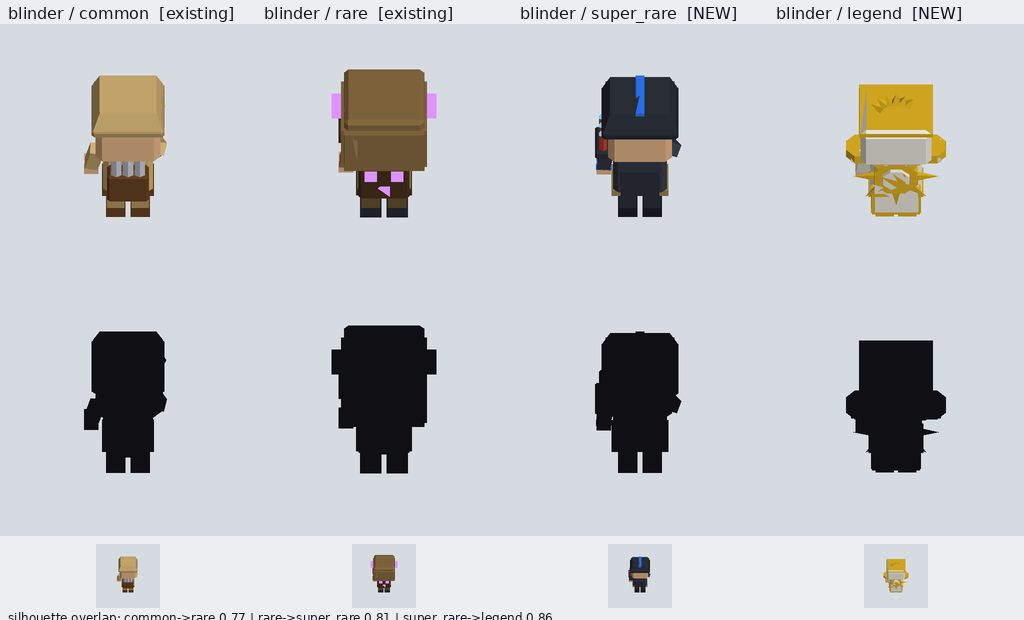 blinder / common [existing]
blinder / rare [existing]
blinder / super_rare [NEW]
blinder / legend [NEW]
silhouette overlap: common->rare 0.77 | rare->super_rare 0.81 | super_rare->legend 0.86